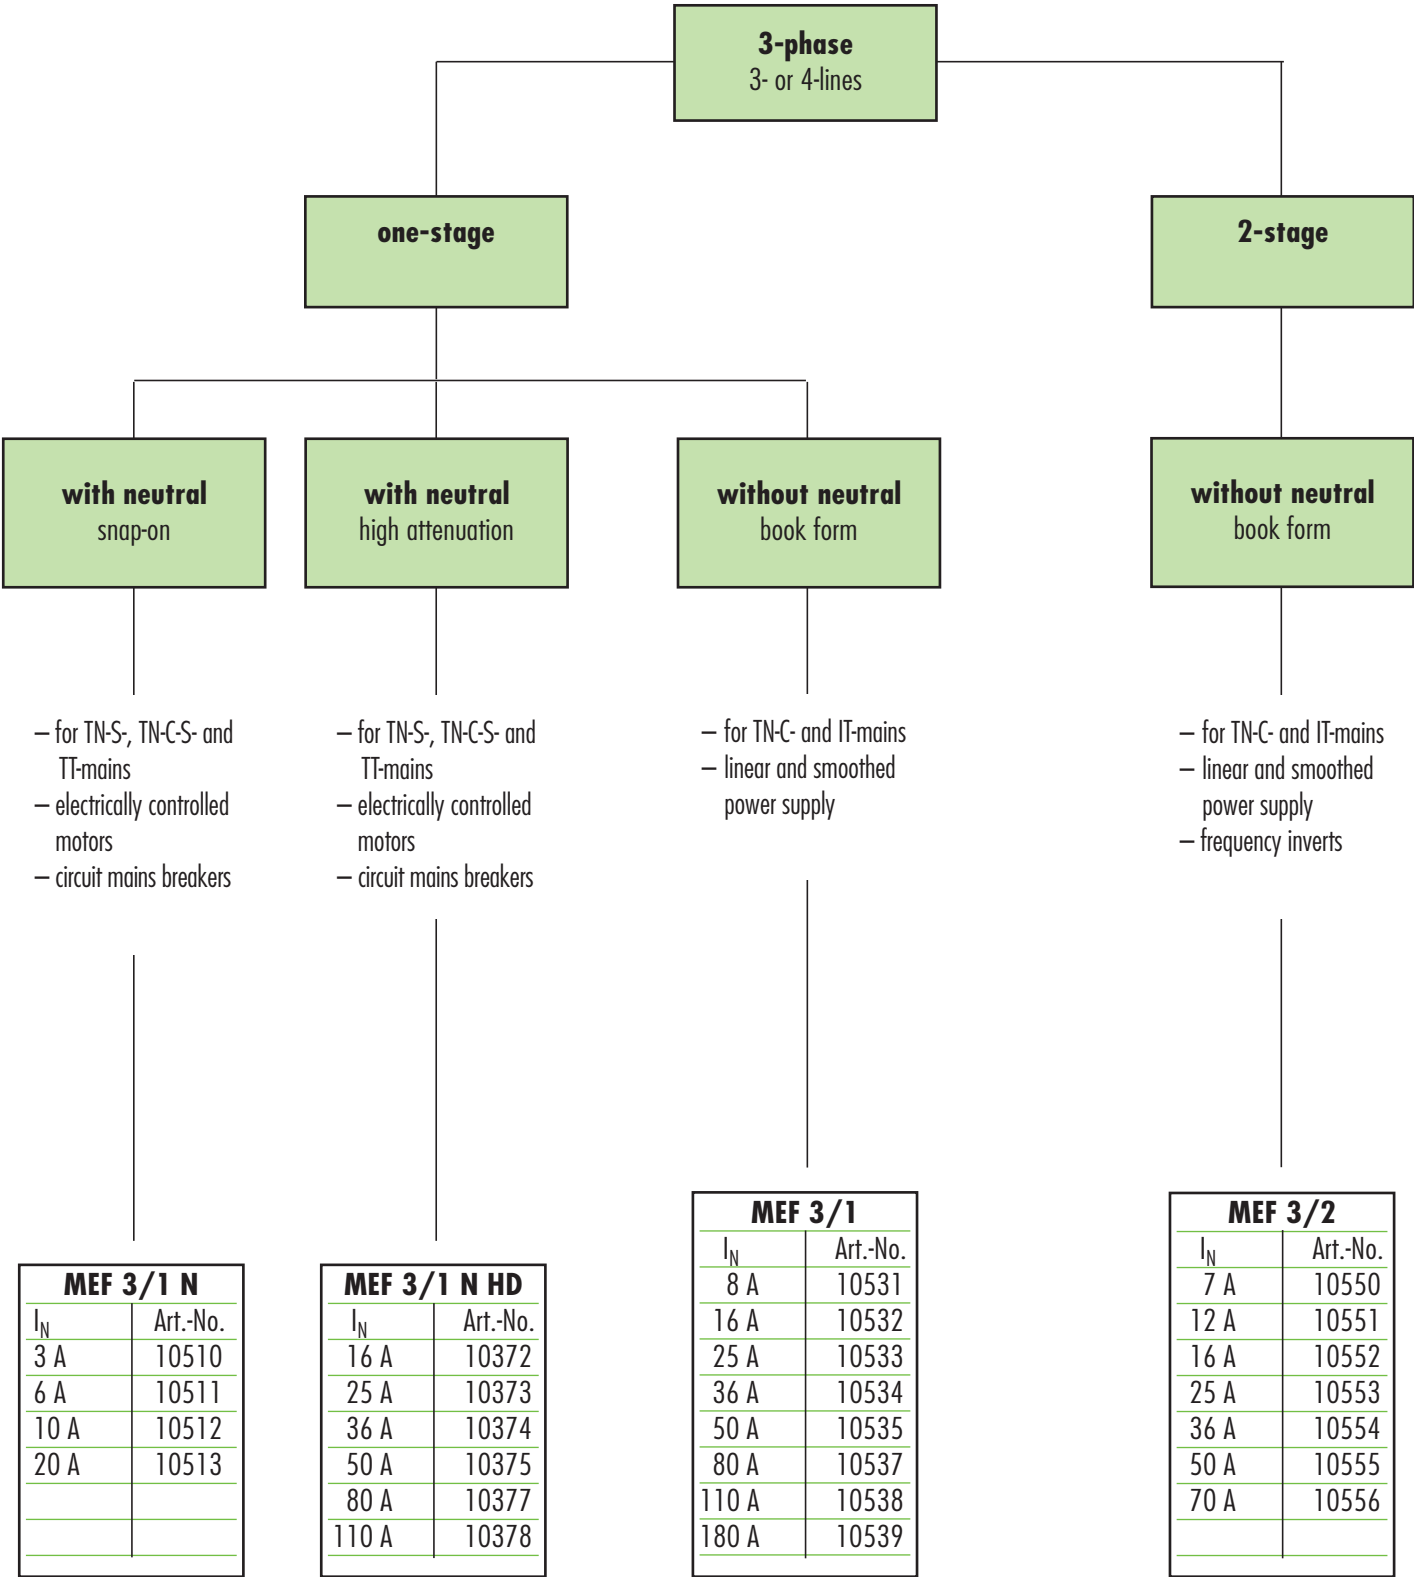 3-phase
3- or 4-lines
one-stage
2-stage
with neutral
snap-on
with neutral
high attenuation
without neutral
book form
without neutral
book form
– for TN-S-, TN-C-S- and
TT-mains
– electrically controlled
motors
– circuit mains breakers
– for TN-S-, TN-C-S- and
TT-mains
– electrically controlled
motors
– circuit mains breakers
– for TN-C- and IT-mains
– linear and smoothed
power supply
– for TN-C- and IT-mains
– linear and smoothed
power supply
– frequency inverts
MEF 3/1 N
IN Art.-No.
3 A 10510
6 A 10511
10 A 10512
20 A 10513
MEF 3/1 N HD
IN Art.-No.
16 A 10372
25 A 10373
36 A 10374
50 A 10375
80 A 10377
110 A 10378
MEF 3/1
IN Art.-No.
8 A 10531
16 A 10532
25 A 10533
36 A 10534
50 A 10535
80 A 10537
110 A 10538
180 A 10539
MEF 3/2
IN Art.-No.
7 A 10550
12 A 10551
16 A 10552
25 A 10553
36 A 10554
50 A 10555
70 A 10556